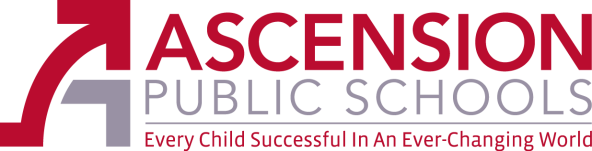 ASCENSION
PUBLIC SCHOOLS
Every Child Successful In An Ever-Changing World